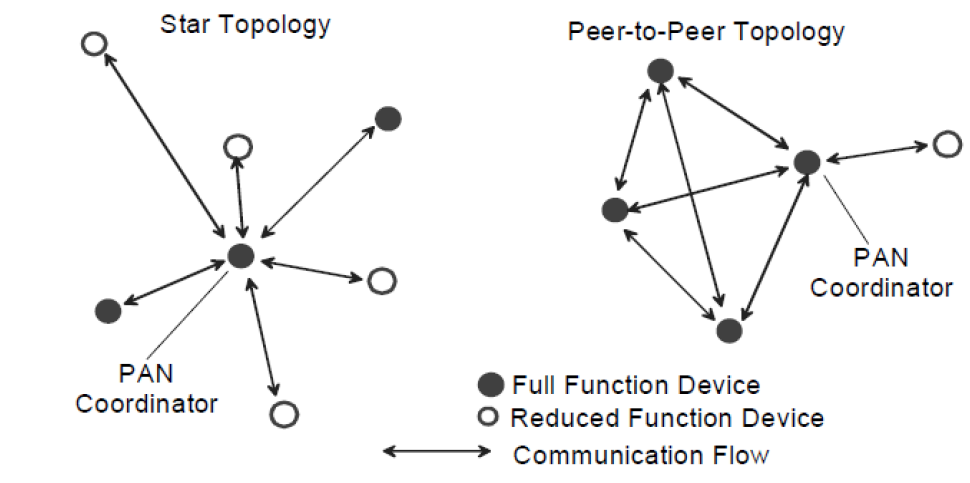 Star Topology
Peer-to-Peer Topology
PAN
Coordinator
PAN
Coordinator
Full Function Device
Reduced Function Device
Communication Flow